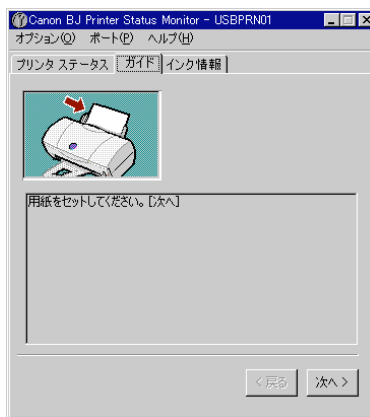 Canon BJ Printer Status Monitor - USBPRN01
オプション(O) ポート(P) ヘルプ(H)
プリンタ ステータス ガイド インク情報
用紙をセットしてください。[次へ]
< 戻る 次へ >